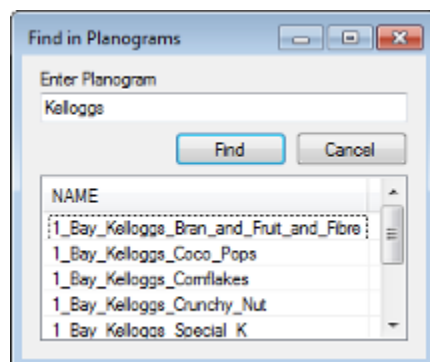 Find in Planograms
Enter Planogram
Kelloggs
Find Cancel
NAME
1_Bay_Kelloggs_Bran_and_Fruit_and_Fibre
1_Bay_Kelloggs_Coco_Pops
1_Bay_Kelloggs_Cornflakes
1_Bay_Kelloggs_Crunchy_Nut
1_Bay_Kelloggs_Special_K